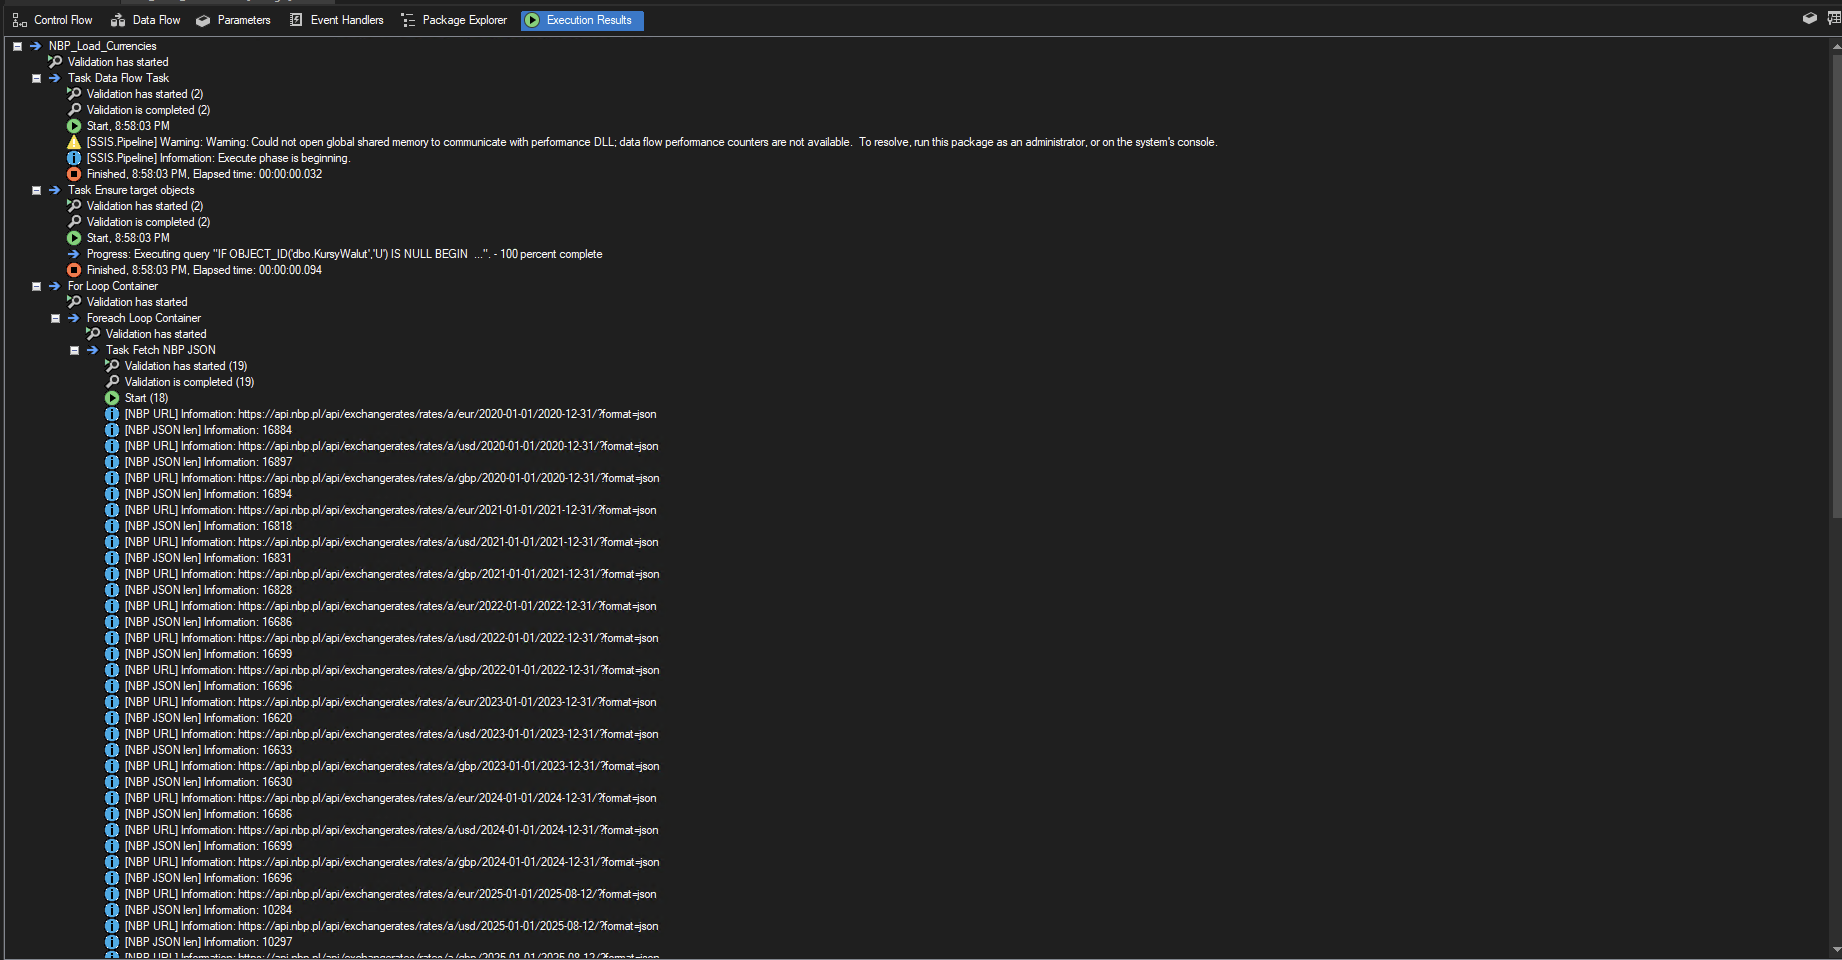 Control Flow Data Flow Parameters Event Handlers Package Explorer Execution Results
NBP_Load_Currencies
Validation has started
Task Data Flow Task
Validation has started (2)
Validation is completed (2)
Start, 8:58:03 PM
[SSIS.Pipeline] Warning: Warning: Could not open global shared memory to communicate with performance DLL; data flow performance counters are not available.  To resolve, run this package as an administrator, or on the system's console.
[SSIS.Pipeline] Information: Execute phase is beginning.
Finished, 8:58:03 PM, Elapsed time: 00:00:00.032
Task Ensure target objects
Validation has started (2)
Validation is completed (2)
Start, 8:58:03 PM
Progress: Executing query "IF OBJECT_ID('dbo.KursyWalut','U') IS NULL BEGIN  ...". - 100 percent complete
Finished, 8:58:03 PM, Elapsed time: 00:00:00.094
For Loop Container
Validation has started
Foreach Loop Container
Validation has started
Task Fetch NBP JSON
Validation has started (19)
Validation is completed (19)
Start (18)
[NBP URL] Information: https://api.nbp.pl/api/exchangerates/rates/a/eur/2020-01-01/2020-12-31/?format=json
[NBP JSON len] Information: 16884
[NBP URL] Information: https://api.nbp.pl/api/exchangerates/rates/a/usd/2020-01-01/2020-12-31/?format=json
[NBP JSON len] Information: 16897
[NBP URL] Information: https://api.nbp.pl/api/exchangerates/rates/a/gbp/2020-01-01/2020-12-31/?format=json
[NBP JSON len] Information: 16894
[NBP URL] Information: https://api.nbp.pl/api/exchangerates/rates/a/eur/2021-01-01/2021-12-31/?format=json
[NBP JSON len] Information: 16818
[NBP URL] Information: https://api.nbp.pl/api/exchangerates/rates/a/usd/2021-01-01/2021-12-31/?format=json
[NBP JSON len] Information: 16831
[NBP URL] Information: https://api.nbp.pl/api/exchangerates/rates/a/gbp/2021-01-01/2021-12-31/?format=json
[NBP JSON len] Information: 16828
[NBP URL] Information: https://api.nbp.pl/api/exchangerates/rates/a/eur/2022-01-01/2022-12-31/?format=json
[NBP JSON len] Information: 16686
[NBP URL] Information: https://api.nbp.pl/api/exchangerates/rates/a/usd/2022-01-01/2022-12-31/?format=json
[NBP JSON len] Information: 16699
[NBP URL] Information: https://api.nbp.pl/api/exchangerates/rates/a/gbp/2022-01-01/2022-12-31/?format=json
[NBP JSON len] Information: 16696
[NBP URL] Information: https://api.nbp.pl/api/exchangerates/rates/a/eur/2023-01-01/2023-12-31/?format=json
[NBP JSON len] Information: 16620
[NBP URL] Information: https://api.nbp.pl/api/exchangerates/rates/a/usd/2023-01-01/2023-12-31/?format=json
[NBP JSON len] Information: 16633
[NBP URL] Information: https://api.nbp.pl/api/exchangerates/rates/a/gbp/2023-01-01/2023-12-31/?format=json
[NBP JSON len] Information: 16630
[NBP URL] Information: https://api.nbp.pl/api/exchangerates/rates/a/eur/2024-01-01/2024-12-31/?format=json
[NBP JSON len] Information: 16686
[NBP URL] Information: https://api.nbp.pl/api/exchangerates/rates/a/usd/2024-01-01/2024-12-31/?format=json
[NBP JSON len] Information: 16699
[NBP URL] Information: https://api.nbp.pl/api/exchangerates/rates/a/gbp/2024-01-01/2024-12-31/?format=json
[NBP JSON len] Information: 16696
[NBP URL] Information: https://api.nbp.pl/api/exchangerates/rates/a/eur/2025-01-01/2025-08-12/?format=json
[NBP JSON len] Information: 10284
[NBP URL] Information: https://api.nbp.pl/api/exchangerates/rates/a/usd/2025-01-01/2025-08-12/?format=json
[NBP JSON len] Information: 10297
[NBP URL] Information: https://api.nbp.pl/api/exchangerates/rates/a/gbp/2025-01-01/2025-08-12/?format=json